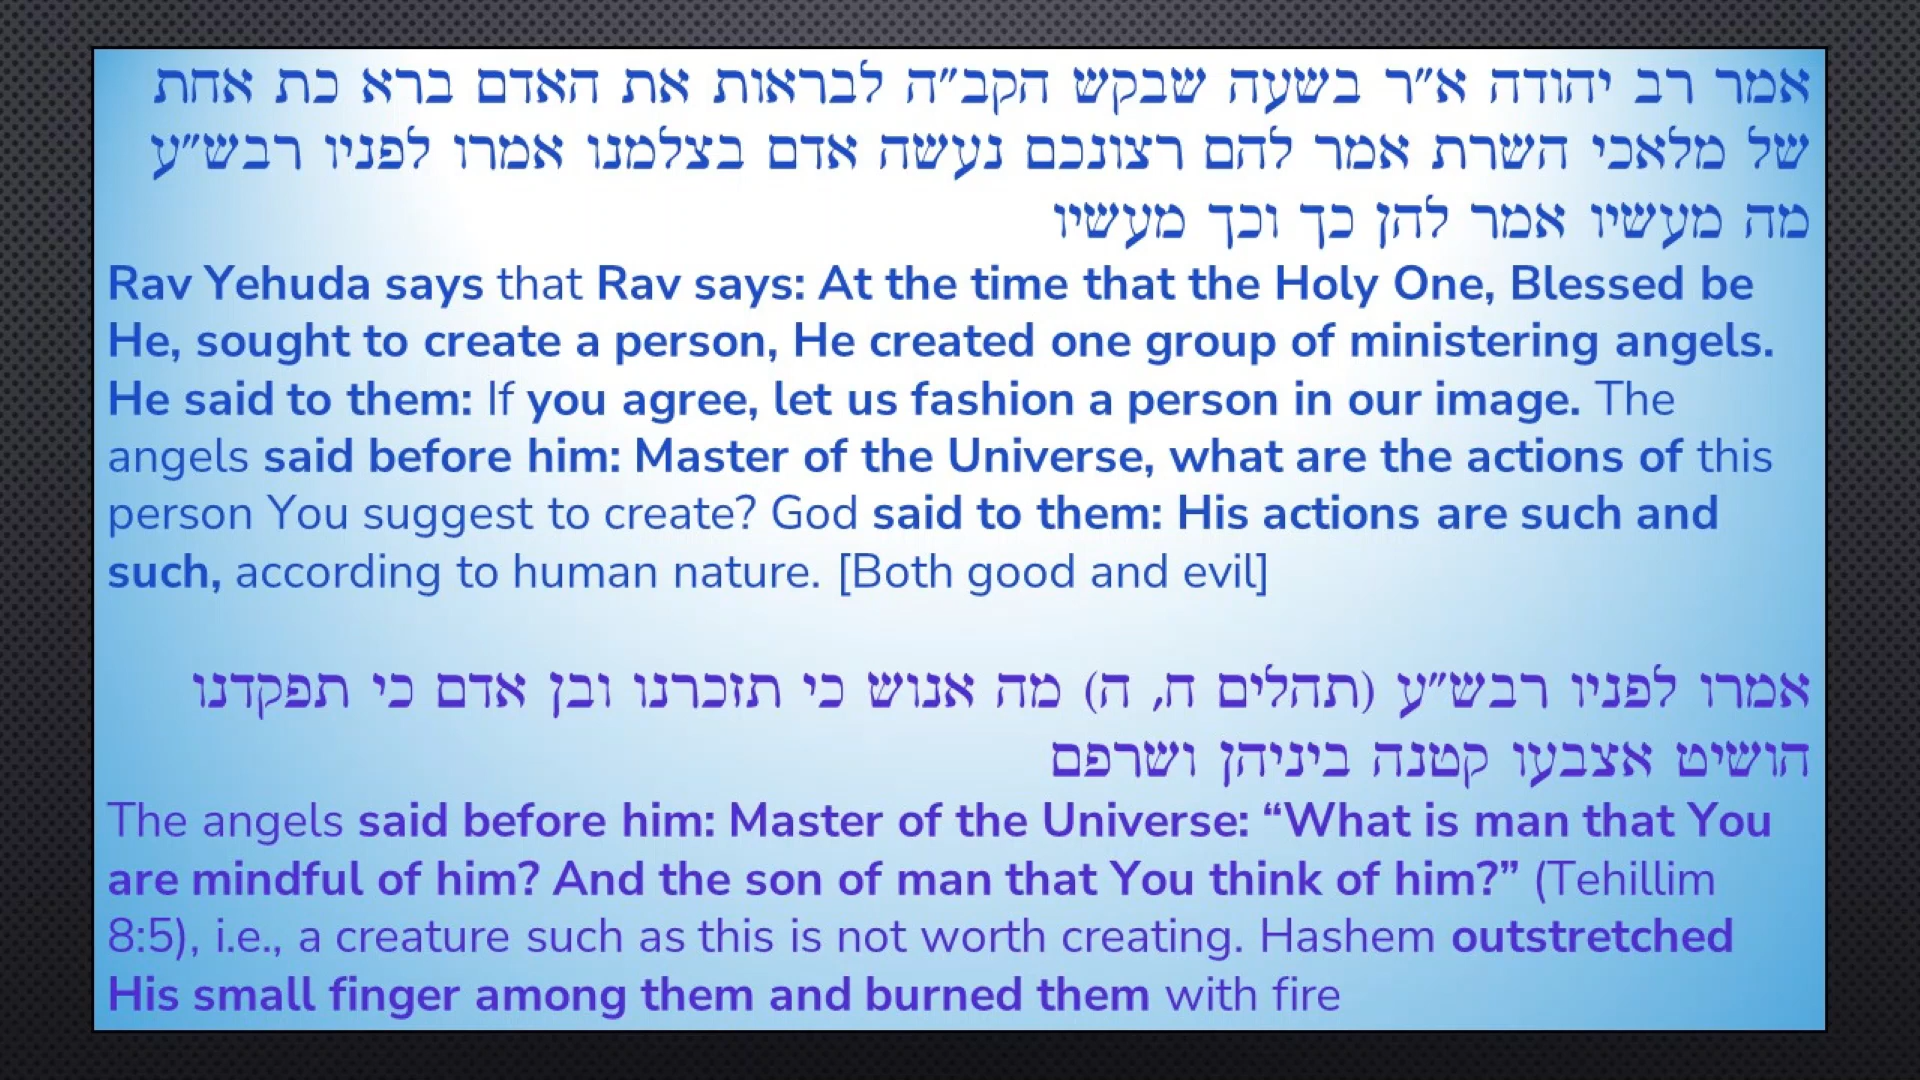 אמר רב יהודה א״ר בשעה שבקש הקב״ה לבראות את האדם ברא כת אחת
של מלאכי השרת אמר להם רצונכם נעשה אדם בצלמנו אמרו לפניו רבש״ע
מה מעשיו אמר להן כך וכך מעשיו
Rav Yehuda says that Rav says: At the time that the Holy One, Blessed be
He, sought to create a person, He created one group of ministering angels.
He said to them: If you agree, let us fashion a person in our image. The
angels said before him: Master of the Universe, what are the actions of this
person You suggest to create? God said to them: His actions are such and
such, according to human nature. [Both good and evil]
אמרו לפניו רבש״ע (תהלים ח, ה) מה אנוש כי תזכרנו ובן אדם כי תפקדנו
הושיט אצבעו קטנה ביניהן ושרפם
The angels said before him: Master of the Universe: “What is man that You
are mindful of him? And the son of man that You think of him?” (Tehillim
8:5), i.e., a creature such as this is not worth creating. Hashem outstretched
His small finger among them and burned them with fire